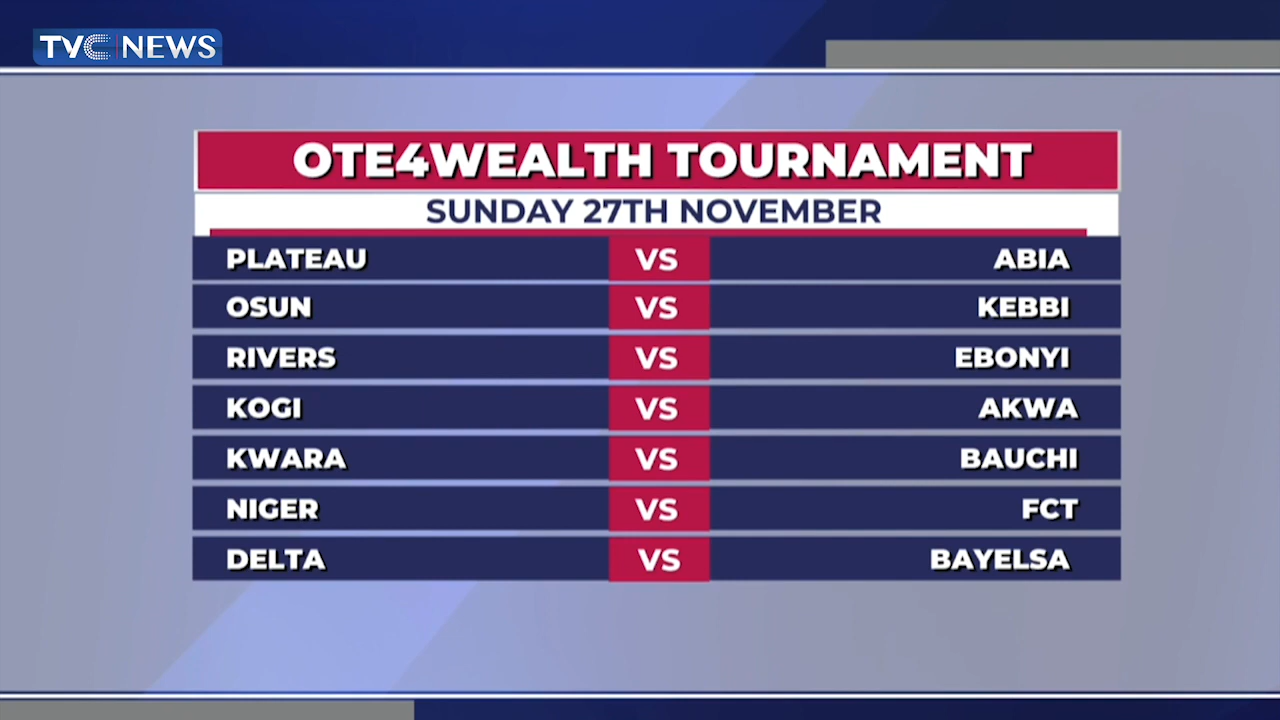 TVC NEWS
OTE4WEALTH TOURNAMENT
SUNDAY 27TH NOVEMBER
PLATEAU VS ABIA
OSUN VS KEBBI
RIVERS VS EBONYI
KOGI VS AKWA
KWARA VS BAUCHI
NIGER VS FCT
DELTA VS BAYELSA